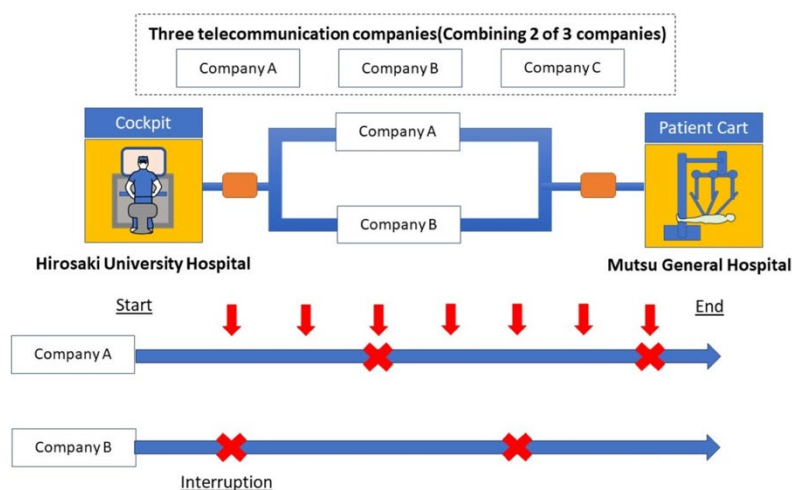 Three telecommunication companies(Combining 2 of 3 companies)
Company A
Company B
Company C
Cockpit
Company A
Patient Cart
Company B
Hirosaki University Hospital
Mutsu General Hospital
Start
End
Company A
Company B
Interruption